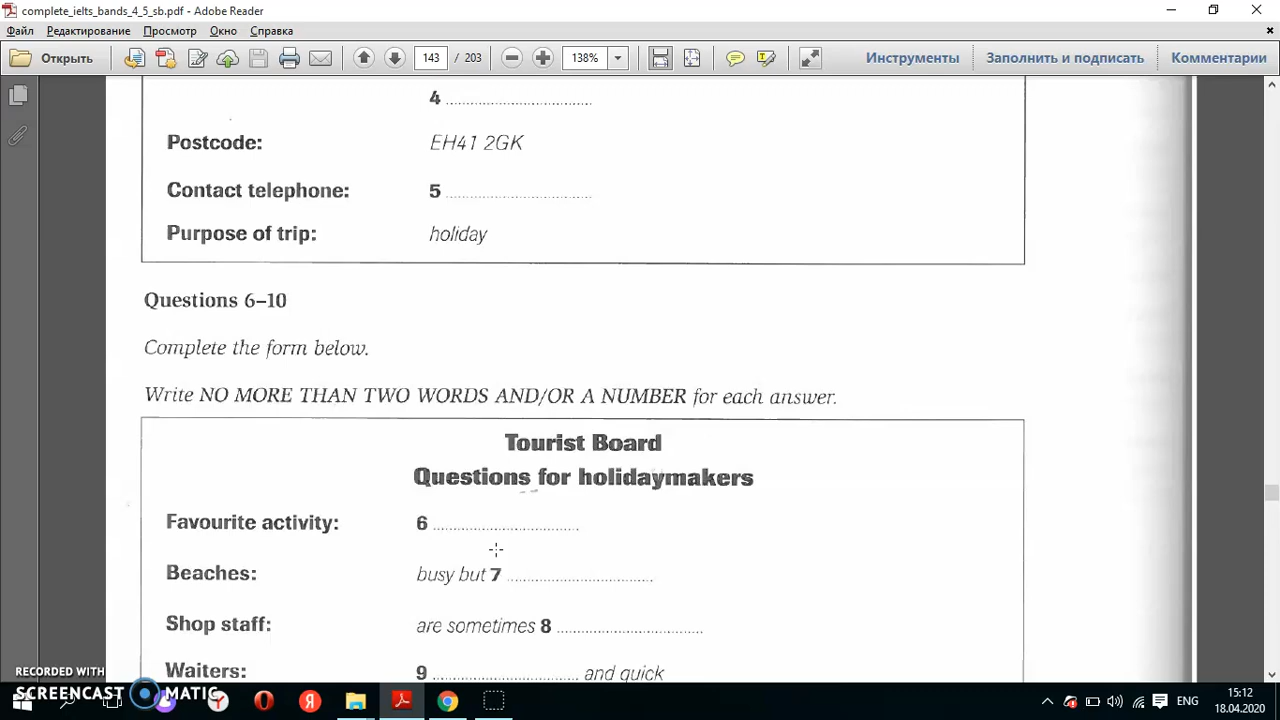 complete_ielts_bands_4_5_sb.pdf - Adobe Reader
Файл Редактирование Просмотр Окно Справка
Открыть 143 / 203 138% Инструменты Заполнить и подписать Комментарии
4
Postcode: EH41 2GK
Contact telephone: 5
Purpose of trip: holiday
Questions 6–10
Complete the form below.
Write NO MORE THAN TWO WORDS AND/OR A NUMBER for each answer.
Tourist Board
Questions for holidaymakers
Favourite activity: 6
Beaches: busy but 7
Shop staff: are sometimes 8
Waiters: 9 and quick
RECORDED WITH
SCREENCAST MATIC
ENG
15:12
18.04.2020